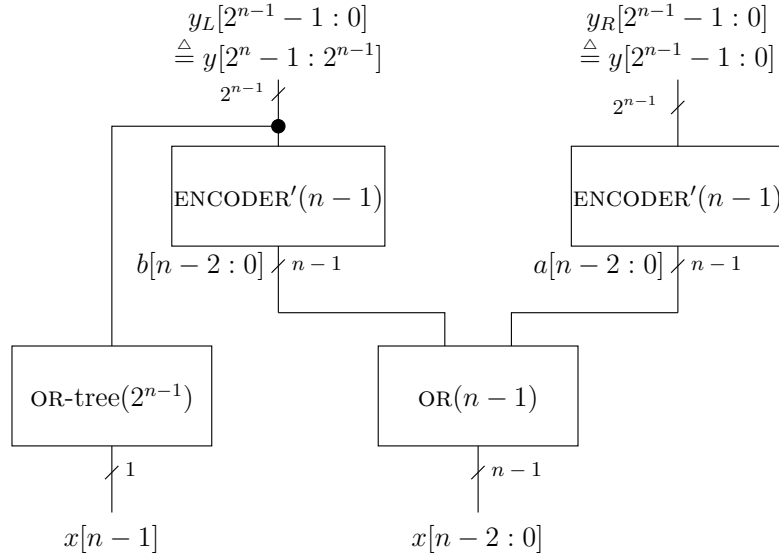 y_L[2^{n−1} − 1 : 0]
≜ y[2^n − 1 : 2^{n−1}]
y_R[2^{n−1} − 1 : 0]
≜ y[2^{n−1} − 1 : 0]
2^{n−1}
2^{n−1}
ENCODER′(n − 1)
ENCODER′(n − 1)
b[n − 2 : 0]
n − 1
a[n − 2 : 0]
n − 1
OR-tree(2^{n−1})
OR(n − 1)
1
n − 1
x[n − 1]
x[n − 2 : 0]